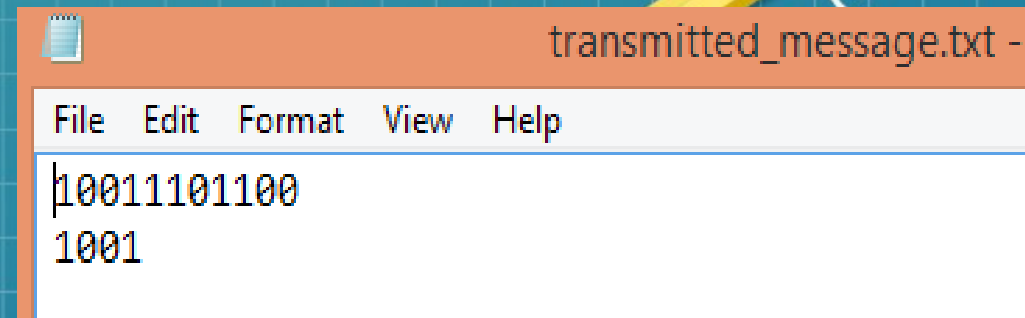 transmitted_message.txt -
File Edit Format View Help
10011101100
1001